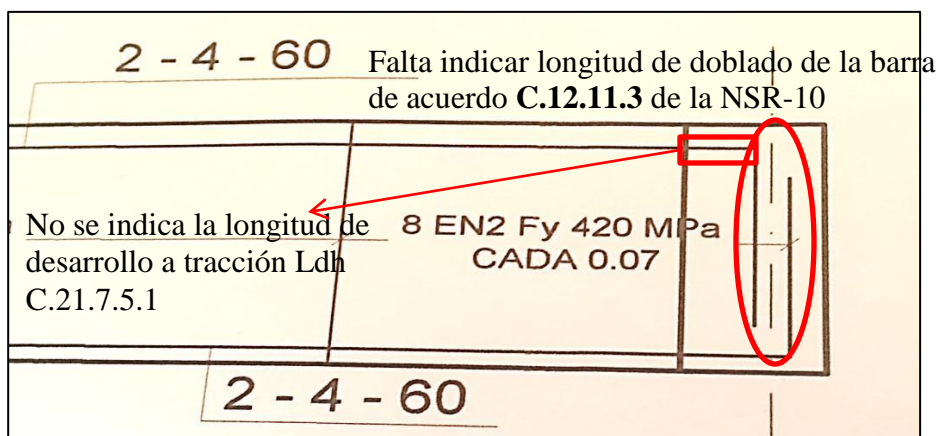 2 - 4 - 60
Falta indicar longitud de doblado de la barra
de acuerdo C.12.11.3 de la NSR-10
No se indica la longitud de
desarrollo a tracción Ldh
C.21.7.5.1
8 EN2 Fy 420 MPa
CADA 0.07
2 - 4 - 60